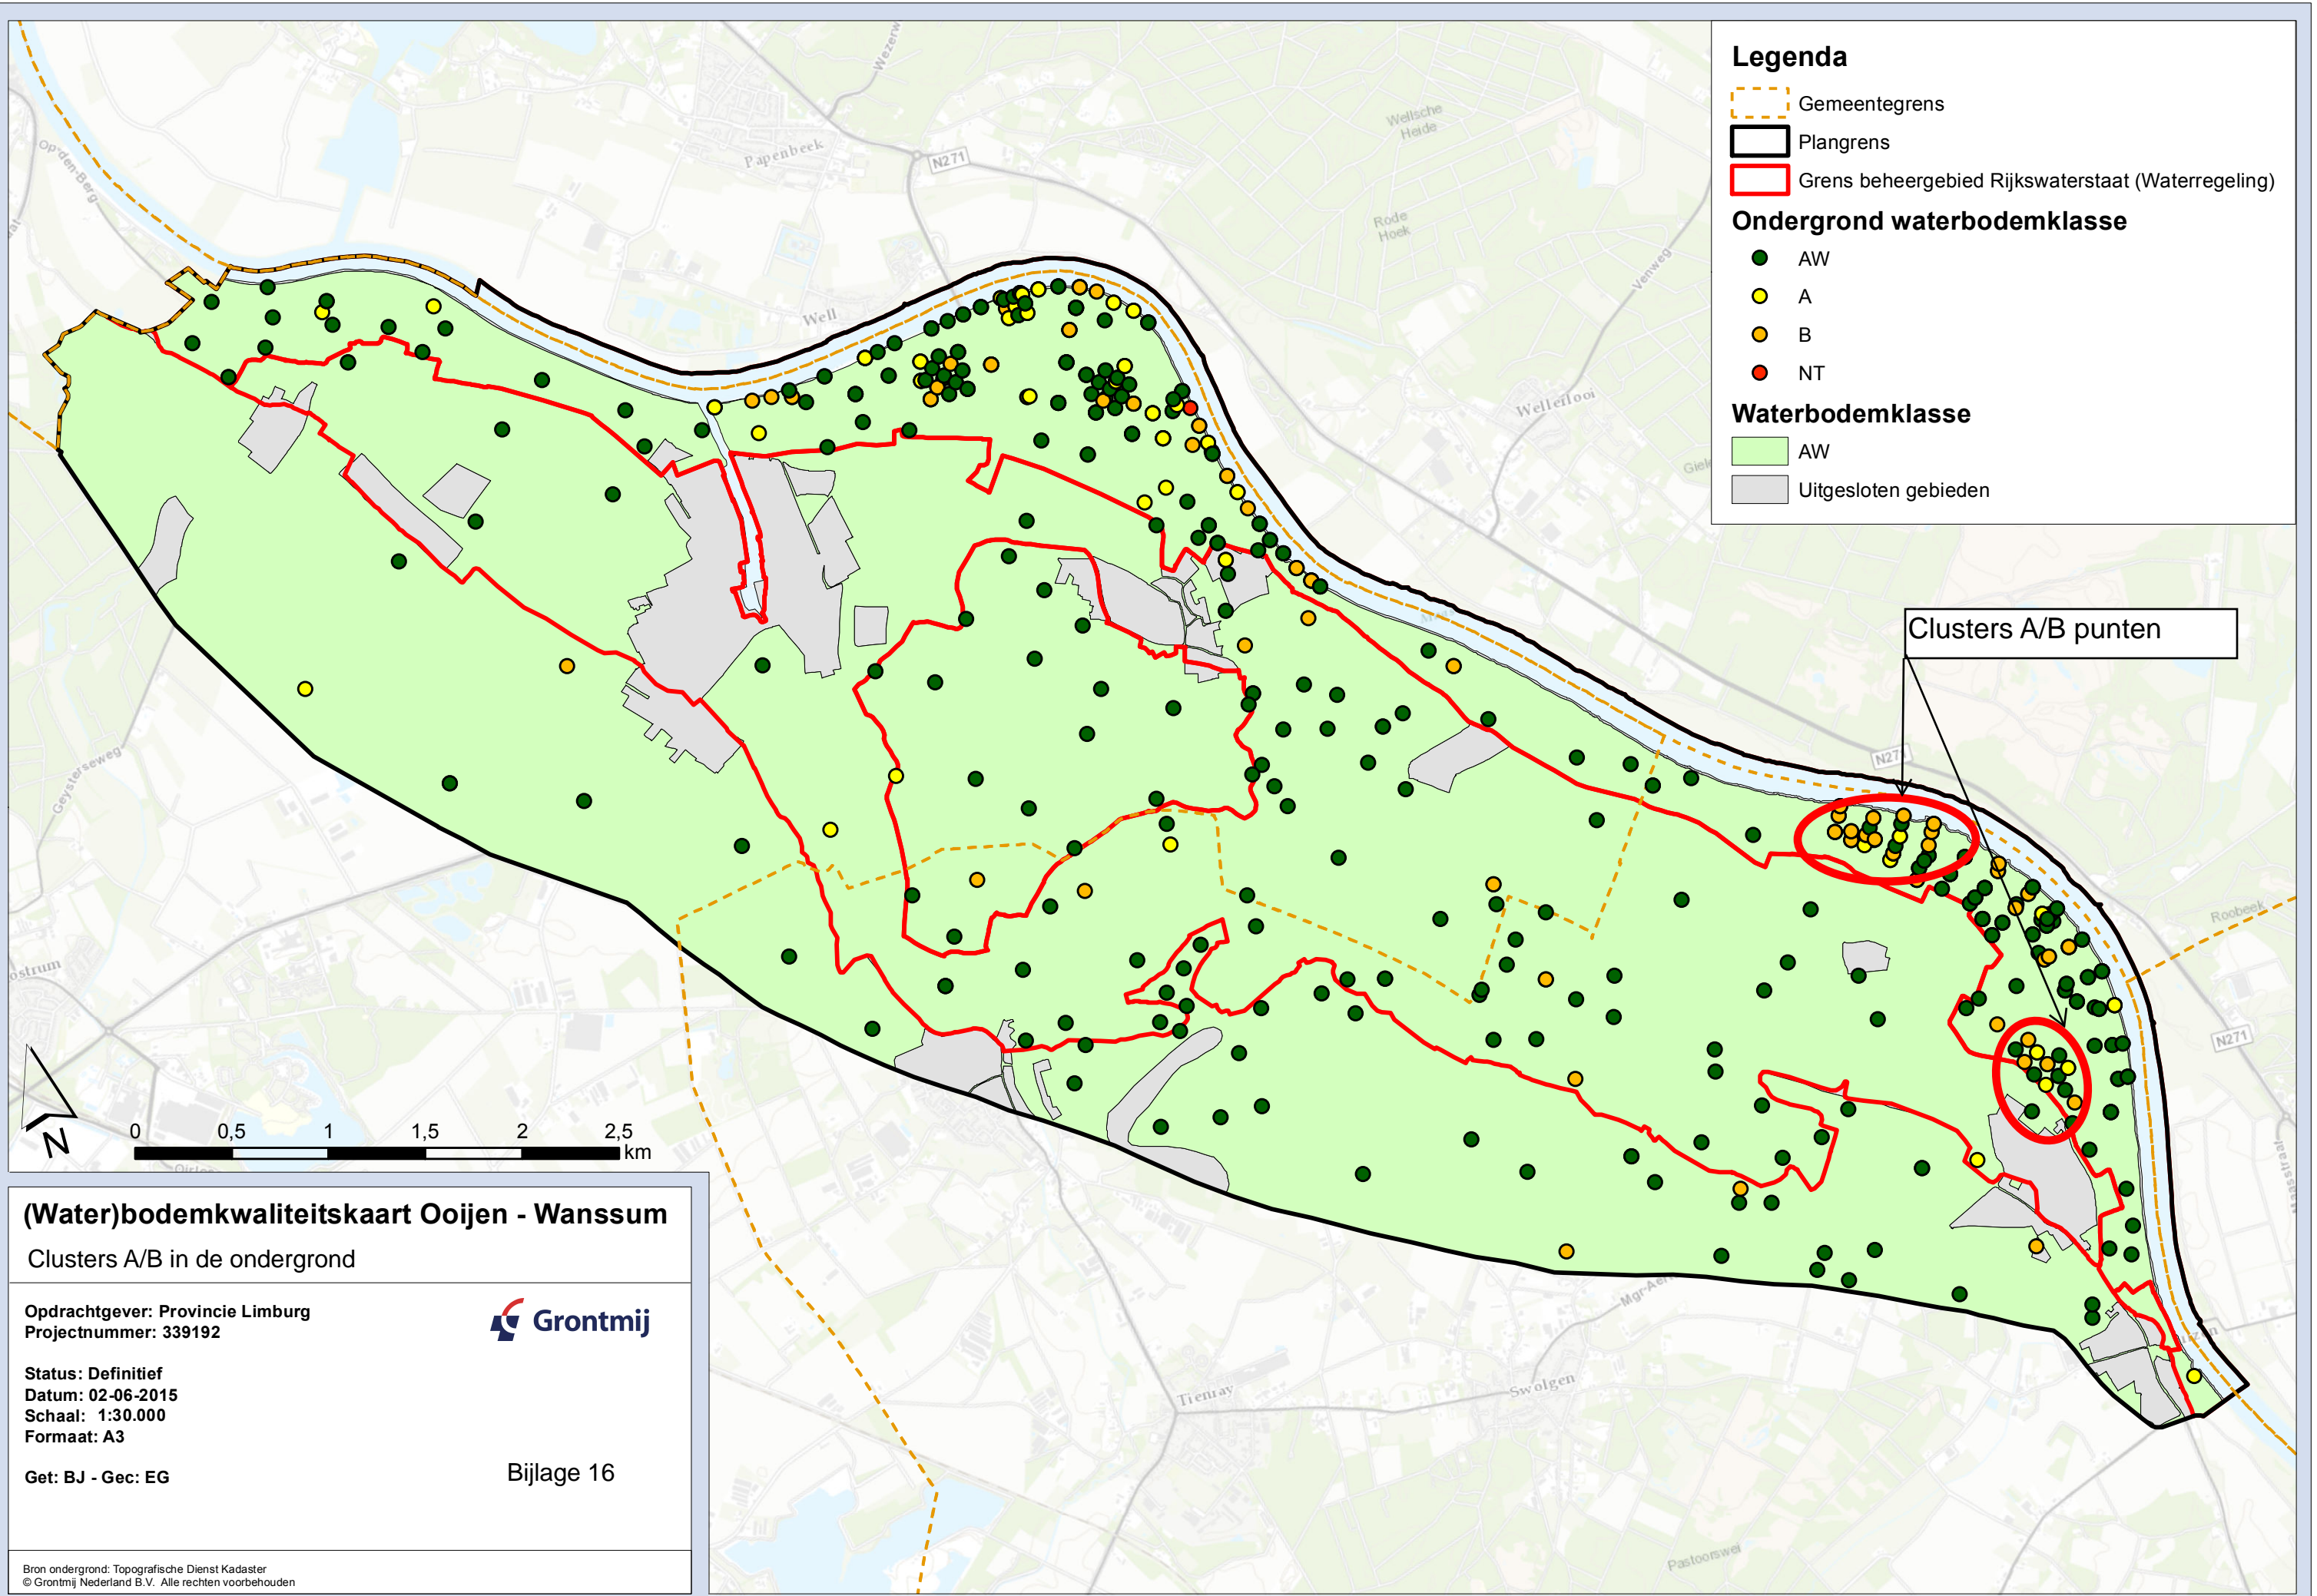 Legenda
Gemeentegrens
Plangrens
Grens beheergebied Rijkswaterstaat (Waterregeling)
Ondergrond waterbodemklasse
AW
A
B
NT
Waterbodemklasse
AW
Uitgesloten gebieden
Clusters A/B punten
Op-den-Berg
Papenbeek
N271
Wellsche
Heide
Rode
Hoek
Venweg
Well
Wellerlooi
N271
Geysterseweg
Roobeek
N271
Tienray
Swolgen
N
0 0,5 1 1,5 2 2,5
km
(Water)bodemkwaliteitskaart Ooijen - Wanssum
Clusters A/B in de ondergrond
Opdrachtgever: Provincie Limburg
Projectnummer: 339192
Grontmij
Status: Definitief
Datum: 02-06-2015
Schaal: 1:30.000
Formaat: A3
Get: BJ - Gec: EG
Bijlage 16
Bron ondergrond: Topografische Dienst Kadaster
© Grontmij Nederland B.V. Alle rechten voorbehouden